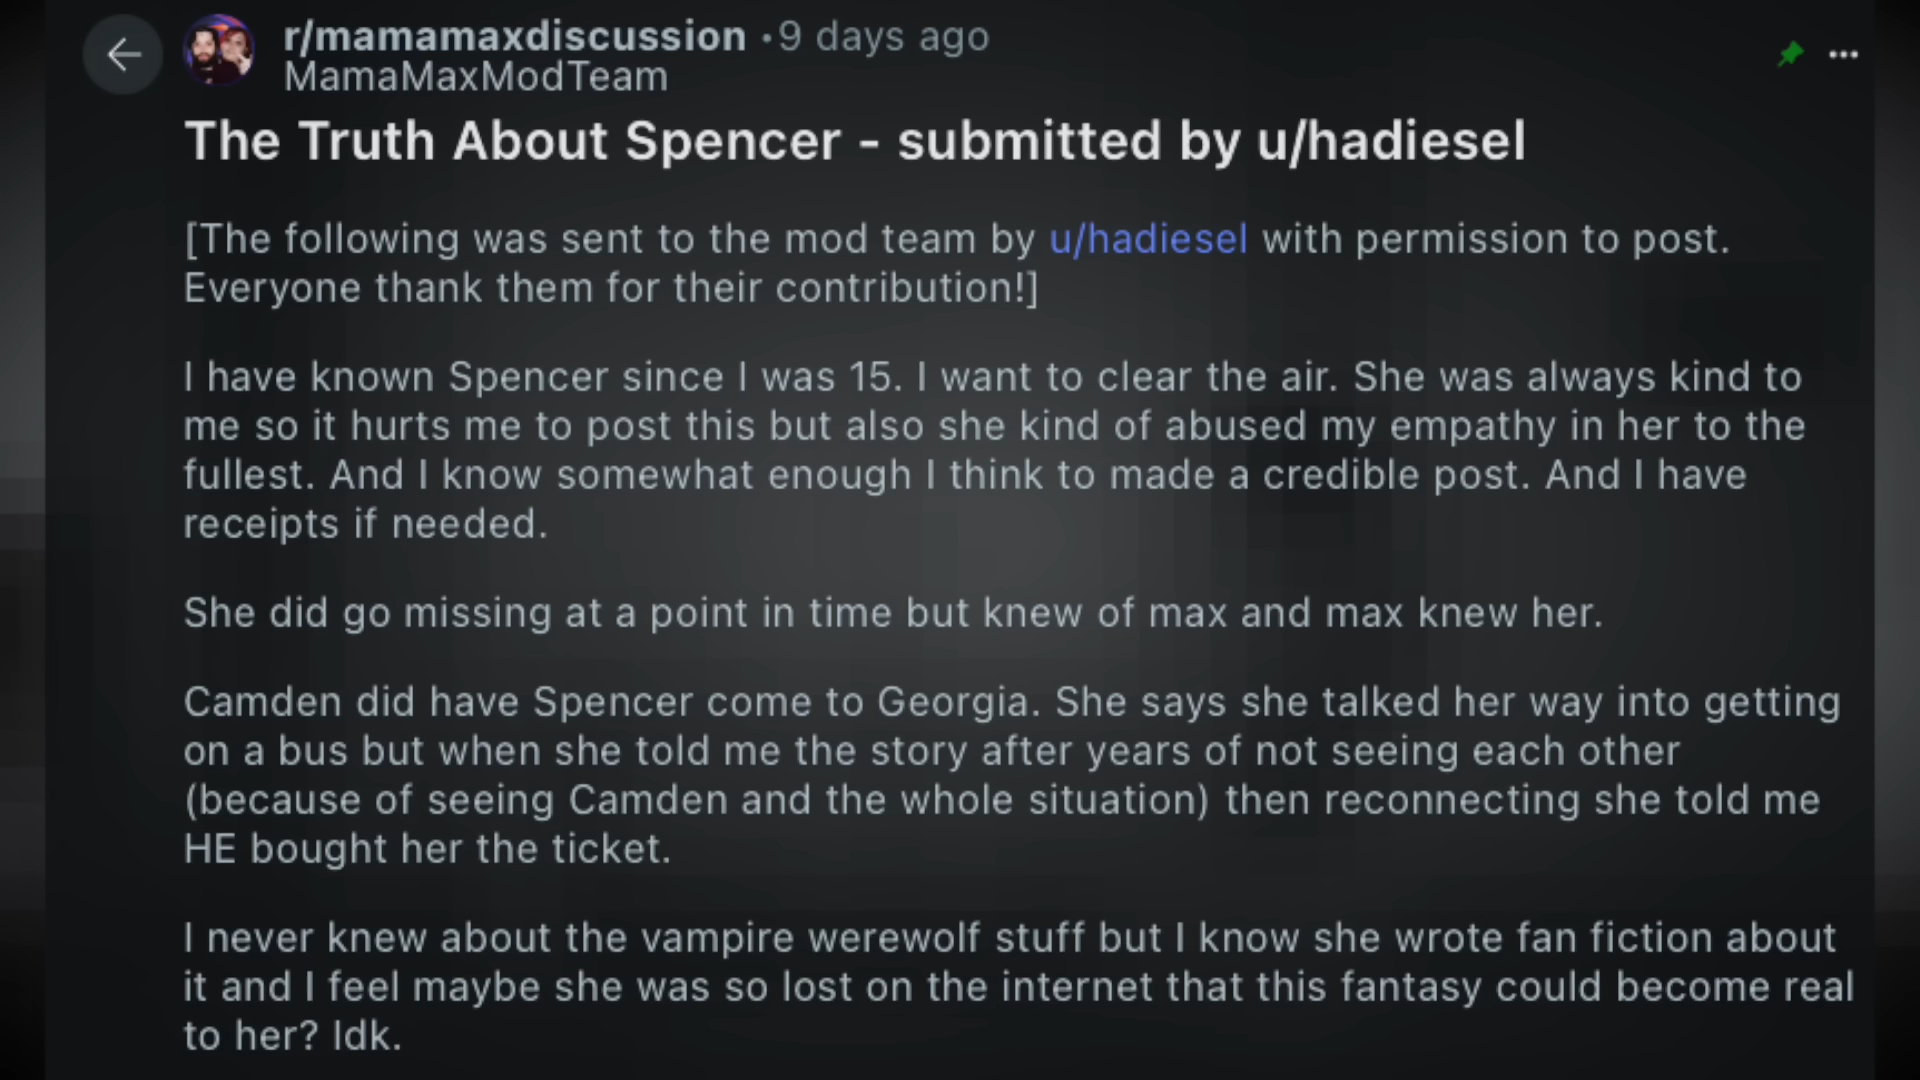 r/mamamaxdiscussion • 9 days ago
MamaMaxModTeam
The Truth About Spencer - submitted by u/hadiesel
[The following was sent to the mod team by u/hadiesel with permission to post.
Everyone thank them for their contribution!]
I have known Spencer since I was 15. I want to clear the air. She was always kind to
me so it hurts me to post this but also she kind of abused my empathy in her to the
fullest. And I know somewhat enough I think to made a credible post. And I have
receipts if needed.
She did go missing at a point in time but knew of max and max knew her.
Camden did have Spencer come to Georgia. She says she talked her way into getting
on a bus but when she told me the story after years of not seeing each other
(because of seeing Camden and the whole situation) then reconnecting she told me
HE bought her the ticket.
I never knew about the vampire werewolf stuff but I know she wrote fan fiction about
it and I feel maybe she was so lost on the internet that this fantasy could become real
to her? Idk.